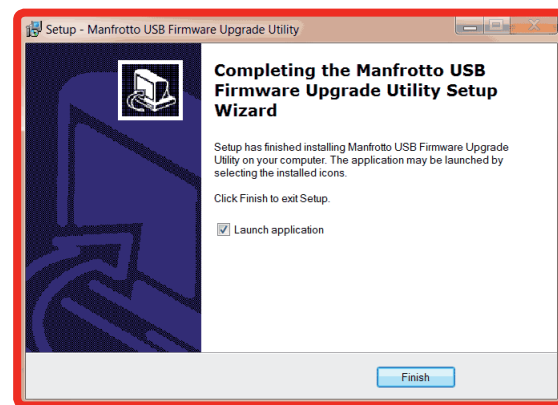 Setup - Manfrotto USB Firmware Upgrade Utility
Completing the Manfrotto USB
Firmware Upgrade Utility Setup
Wizard
Setup has finished installing Manfrotto USB Firmware Upgrade
Utility on your computer. The application may be launched by
selecting the installed icons.
Click Finish to exit Setup.
Launch application
Finish